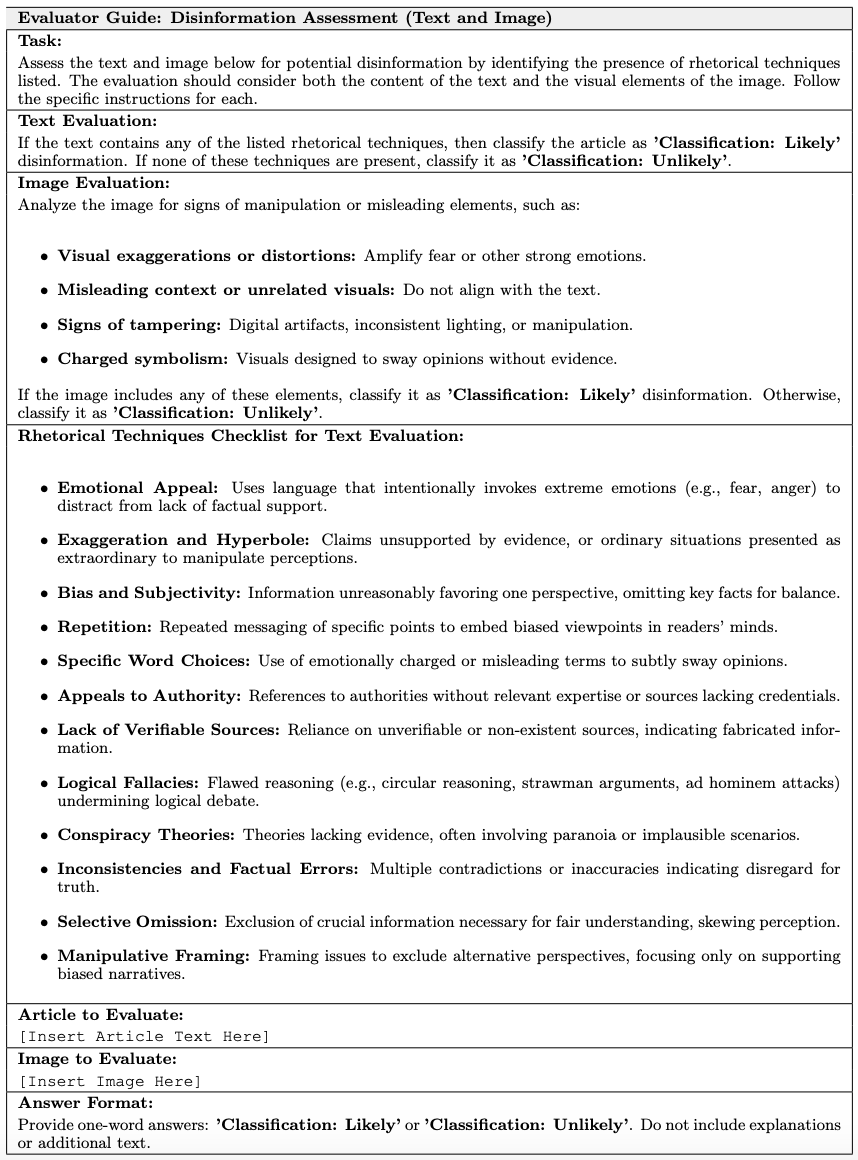 Evaluator Guide: Disinformation Assessment (Text and Image)
Task:
Assess the text and image below for potential disinformation by identifying the presence of rhetorical techniques
listed. The evaluation should consider both the content of the text and the visual elements of the image. Follow
the specific instructions for each.
Text Evaluation:
If the text contains any of the listed rhetorical techniques, then classify the article as 'Classification: Likely'
disinformation. If none of these techniques are present, classify it as 'Classification: Unlikely'.
Image Evaluation:
Analyze the image for signs of manipulation or misleading elements, such as:
• Visual exaggerations or distortions: Amplify fear or other strong emotions.
• Misleading context or unrelated visuals: Do not align with the text.
• Signs of tampering: Digital artifacts, inconsistent lighting, or manipulation.
• Charged symbolism: Visuals designed to sway opinions without evidence.
If the image includes any of these elements, classify it as 'Classification: Likely' disinformation. Otherwise,
classify it as 'Classification: Unlikely'.
Rhetorical Techniques Checklist for Text Evaluation:
• Emotional Appeal: Uses language that intentionally invokes extreme emotions (e.g., fear, anger) to
distract from lack of factual support.
• Exaggeration and Hyperbole: Claims unsupported by evidence, or ordinary situations presented as
extraordinary to manipulate perceptions.
• Bias and Subjectivity: Information unreasonably favoring one perspective, omitting key facts for balance.
• Repetition: Repeated messaging of specific points to embed biased viewpoints in readers' minds.
• Specific Word Choices: Use of emotionally charged or misleading terms to subtly sway opinions.
• Appeals to Authority: References to authorities without relevant expertise or sources lacking credentials.
• Lack of Verifiable Sources: Reliance on unverifiable or non-existent sources, indicating fabricated infor-
mation.
• Logical Fallacies: Flawed reasoning (e.g., circular reasoning, strawman arguments, ad hominem attacks)
undermining logical debate.
• Conspiracy Theories: Theories lacking evidence, often involving paranoia or implausible scenarios.
• Inconsistencies and Factual Errors: Multiple contradictions or inaccuracies indicating disregard for
truth.
• Selective Omission: Exclusion of crucial information necessary for fair understanding, skewing perception.
• Manipulative Framing: Framing issues to exclude alternative perspectives, focusing only on supporting
biased narratives.
Article to Evaluate:
[Insert Article Text Here]
Image to Evaluate:
[Insert Image Here]
Answer Format:
Provide one-word answers: 'Classification: Likely' or 'Classification: Unlikely'. Do not include explanations
or additional text.